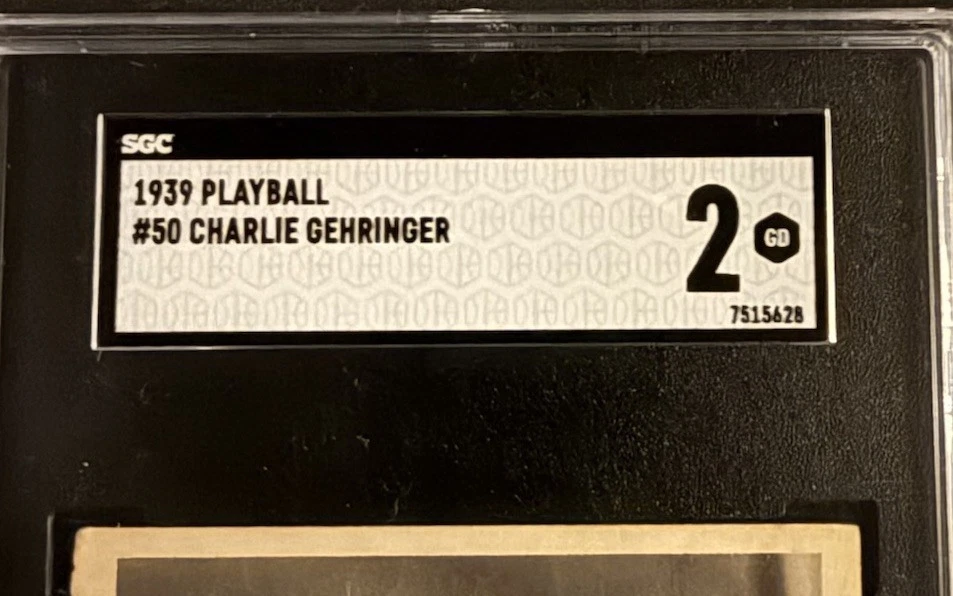 SGC
1939 PLAYBALL
#50 CHARLIE GEHRINGER
2 GD
7515628